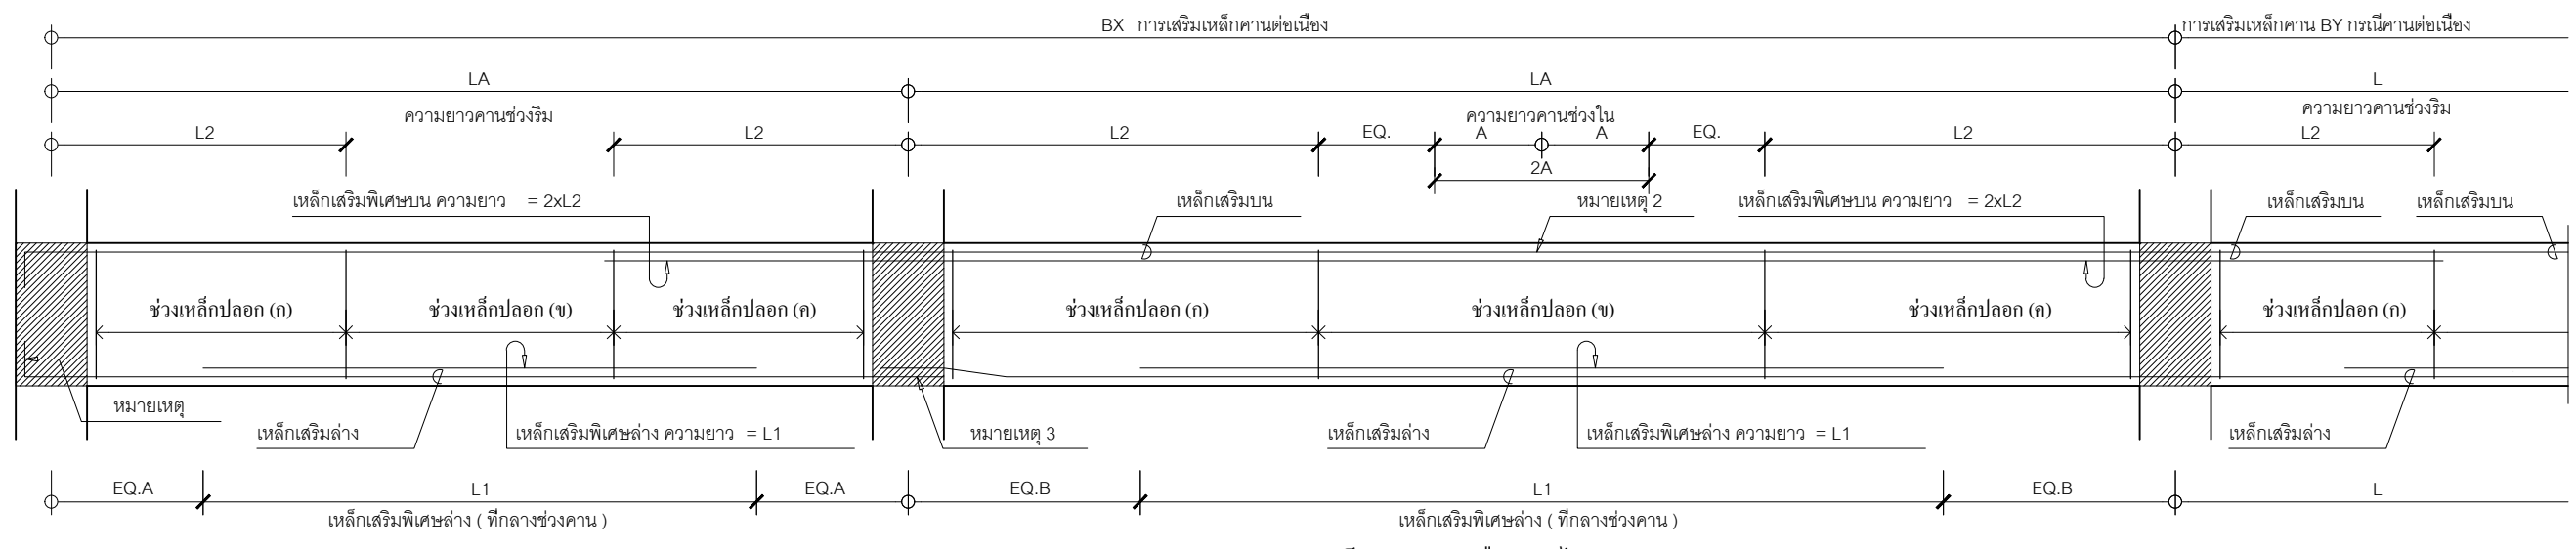 BX การเสริมเหล็กคานต่อเนื่อง
การเสริมเหล็กคาน BY กรณีคานต่อเนื่อง
LA
LA
L
ความยาวคานช่วงริม
ความยาวคานช่วงใน
ความยาวคานช่วงริม
L2
L2
L2
EQ.
A
A
EQ.
L2
L2
2A
เหล็กเสริมพิเศษบน ความยาว = 2xL2
เหล็กเสริมบน
หมายเหตุ 2
เหล็กเสริมพิเศษบน ความยาว = 2xL2
เหล็กเสริมบน
เหล็กเสริมบน
ช่วงเหล็กปลอก (ก)
ช่วงเหล็กปลอก (ข)
ช่วงเหล็กปลอก (ค)
ช่วงเหล็กปลอก (ก)
ช่วงเหล็กปลอก (ข)
ช่วงเหล็กปลอก (ค)
ช่วงเหล็กปลอก (ก)
หมายเหตุ
เหล็กเสริมล่าง
เหล็กเสริมพิเศษล่าง ความยาว = L1
หมายเหตุ 3
เหล็กเสริมล่าง
เหล็กเสริมพิเศษล่าง ความยาว = L1
เหล็กเสริมล่าง
EQ.A
L1
EQ.A
EQ.B
L1
EQ.B
L
เหล็กเสริมพิเศษล่าง ( ที่กลางช่วงคาน )
เหล็กเสริมพิเศษล่าง ( ที่กลางช่วงคาน )